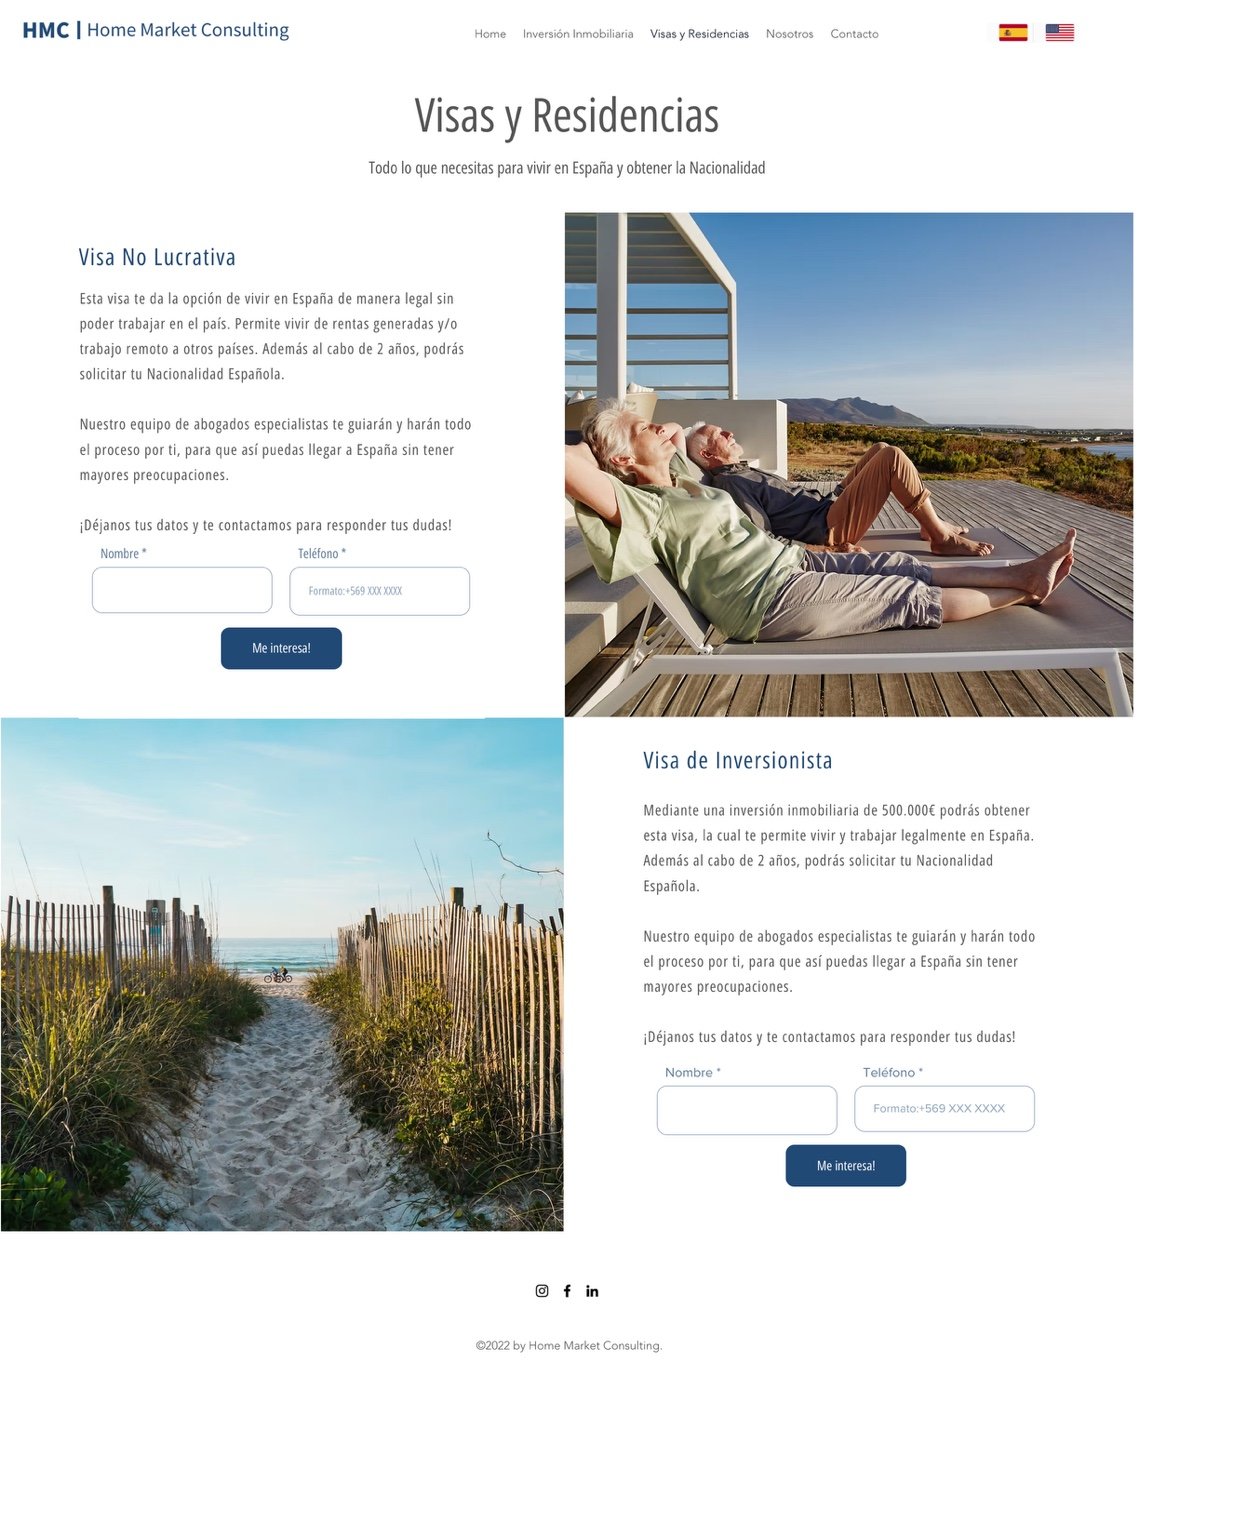 HMC | Home Market Consulting
Home Inversión Inmobiliaria Visas y Residencias Nosotros Contacto
Visas y Residencias
Todo lo que necesitas para vivir en España y obtener la Nacionalidad
Visa No Lucrativa
Esta visa te da la opción de vivir en España de manera legal sin
poder trabajar en el país. Permite vivir de rentas generadas y/o
trabajo remoto a otros países. Además al cabo de 2 años, podrás
solicitar tu Nacionalidad Española.
Nuestro equipo de abogados especialistas te guiarán y harán todo
el proceso por ti, para que así puedas llegar a España sin tener
mayores preocupaciones.
¡Déjanos tus datos y te contactamos para responder tus dudas!
Nombre * Teléfono *
Formato:+569 XXX XXXX
Me interesa!
Visa de Inversionista
Mediante una inversión inmobiliaria de 500.000€ podrás obtener
esta visa, la cual te permite vivir y trabajar legalmente en España.
Además al cabo de 2 años, podrás solicitar tu Nacionalidad
Española.
Nuestro equipo de abogados especialistas te guiarán y harán todo
el proceso por ti, para que así puedas llegar a España sin tener
mayores preocupaciones.
¡Déjanos tus datos y te contactamos para responder tus dudas!
Nombre * Teléfono *
Formato:+569 XXX XXXX
Me interesa!
©2022 by Home Market Consulting.